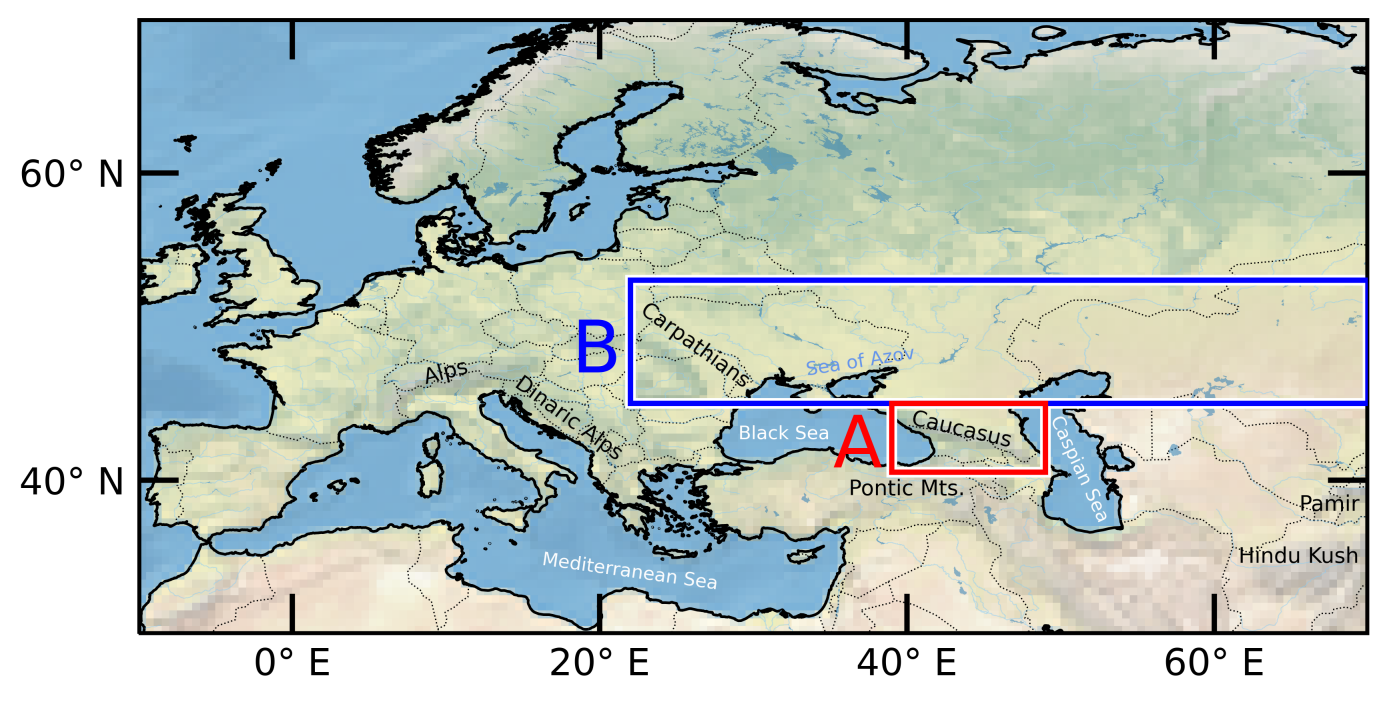 60° N
Carpathians
B
Sea of Azov
Alps
Dinaric Alps
Black Sea
A
Caucasus
Caspian Sea
40° N
Pontic Mts.
Pamir
Hindu Kush
Mediterranean Sea
0° E
20° E
40° E
60° E